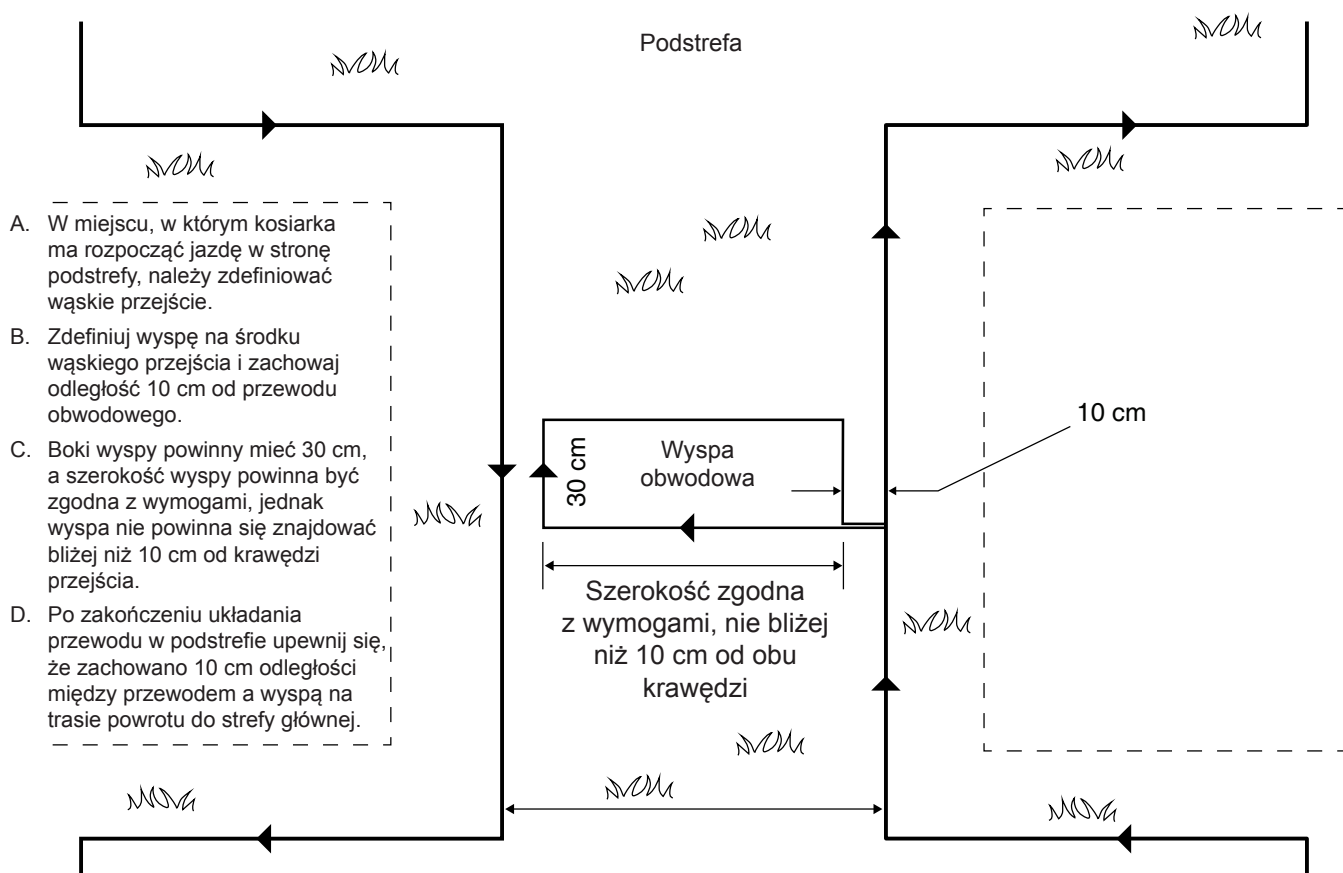 Podstrefa
A. W miejscu, w którym kosiarka
ma rozpocząć jazdę w stronę
podstrefy, należy zdefiniować
wąskie przejście.
B. Zdefiniuj wyspę na środku
wąskiego przejścia i zachowaj
odległość 10 cm od przewodu
obwodowego.
C. Boki wyspy powinny mieć 30 cm,
a szerokość wyspy powinna być
zgodna z wymogami, jednak
wyspa nie powinna się znajdować
bliżej niż 10 cm od krawędzi
przejścia.
D. Po zakończeniu układania
przewodu w podstrefie upewnij się,
że zachowano 10 cm odległości
między przewodem a wyspą na
trasie powrotu do strefy głównej.
30 cm
Wyspa
obwodowa
10 cm
Szerokość zgodna
z wymogami, nie bliżej
niż 10 cm od obu
krawędzi